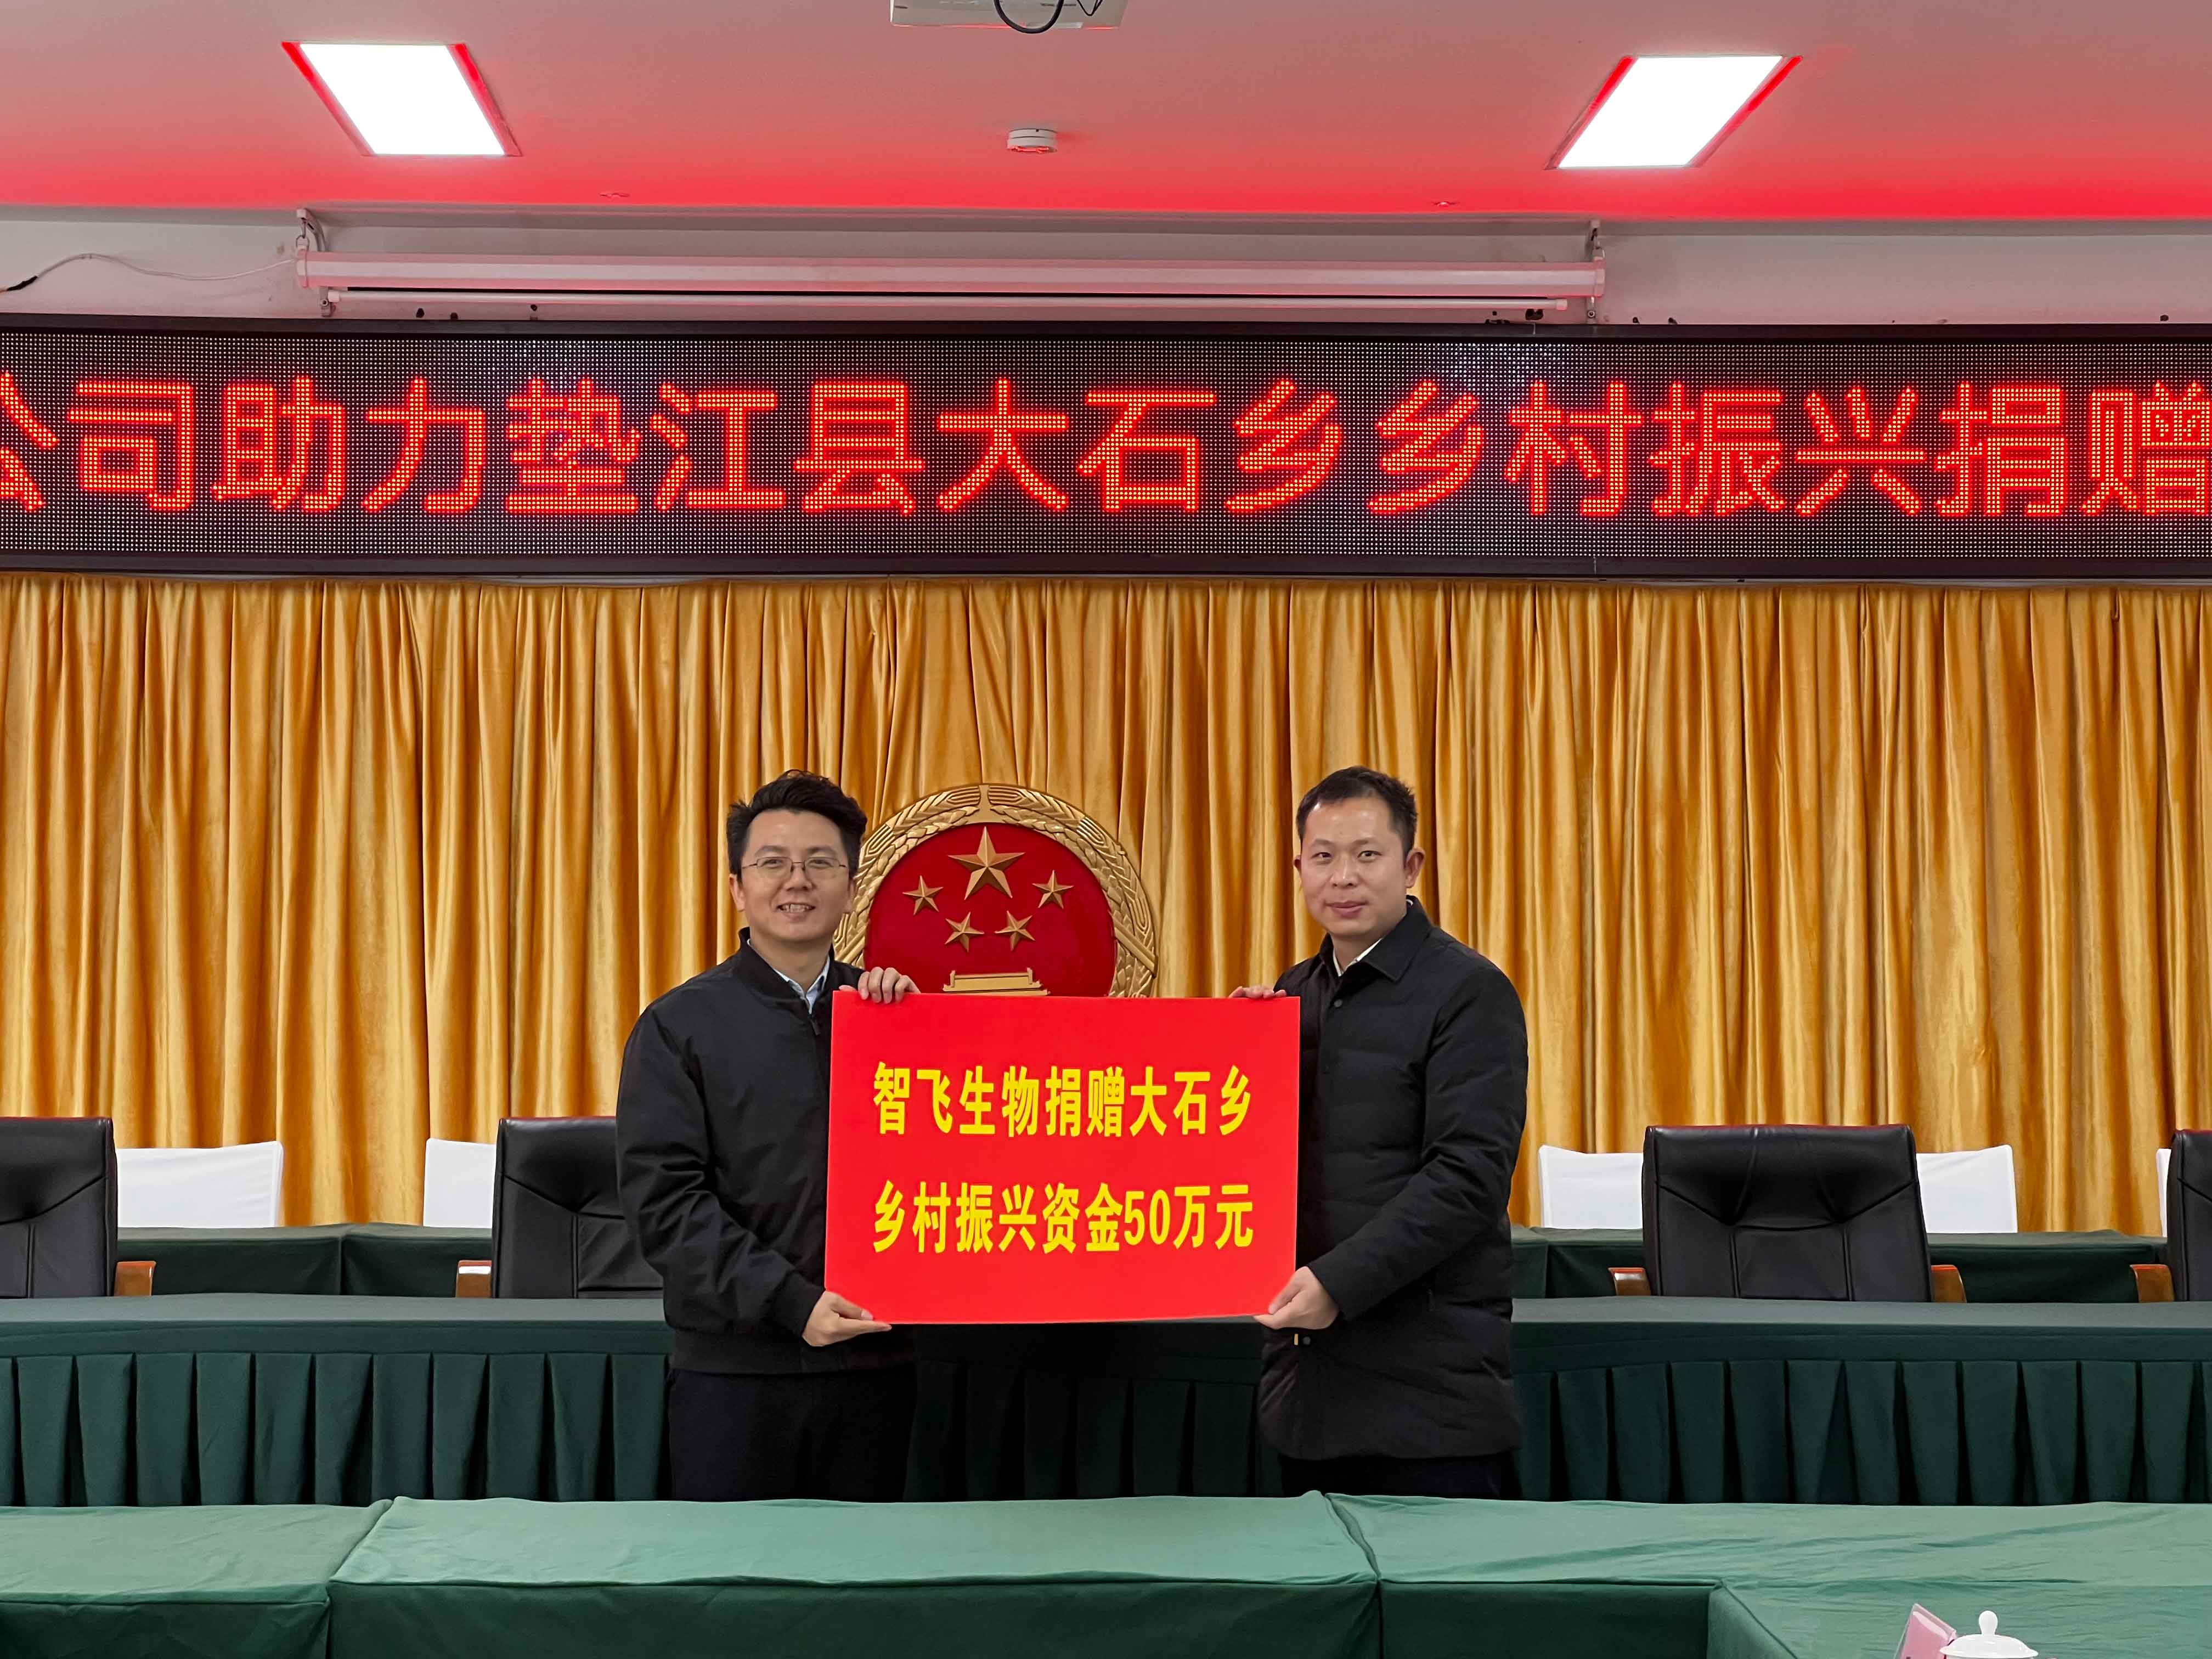 公司助力垫江县大石乡乡村振兴捐赠
智飞生物捐赠大石乡
乡村振兴资金50万元